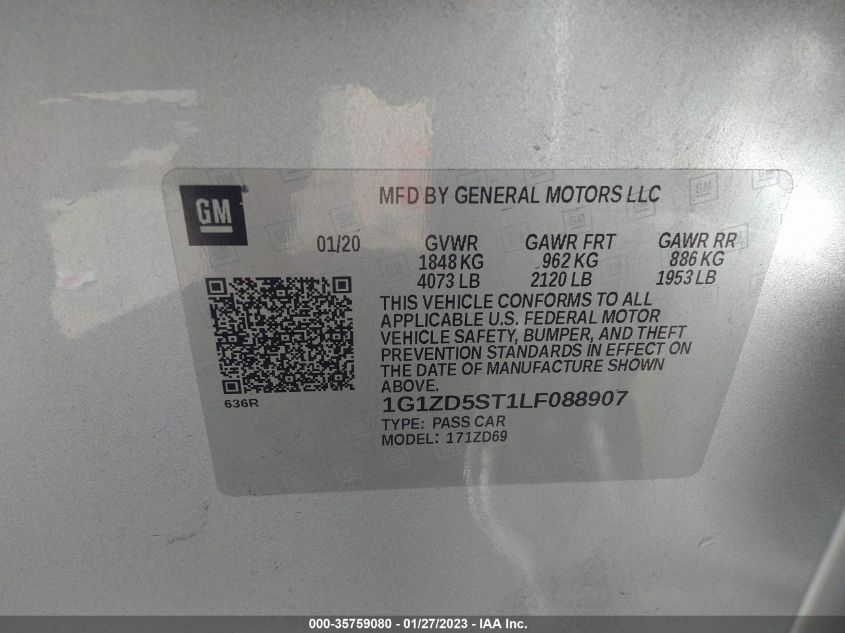 MFD BY GENERAL MOTORS LLC
GM®
01/20 GVWR GAWR FRT GAWR RR
1848 KG 962 KG 886 KG
4073 LB 2120 LB 1953 LB
THIS VEHICLE CONFORMS TO ALL
APPLICABLE U.S. FEDERAL MOTOR
VEHICLE SAFETY, BUMPER, AND THEFT
PREVENTION STANDARDS IN EFFECT ON
THE DATE OF MANUFACTURE SHOWN
ABOVE.
636R
1G1ZD5ST1LF088907
TYPE: PASS CAR
MODEL: 171ZD69
000-35759080 - 01/27/2023 - IAA Inc.